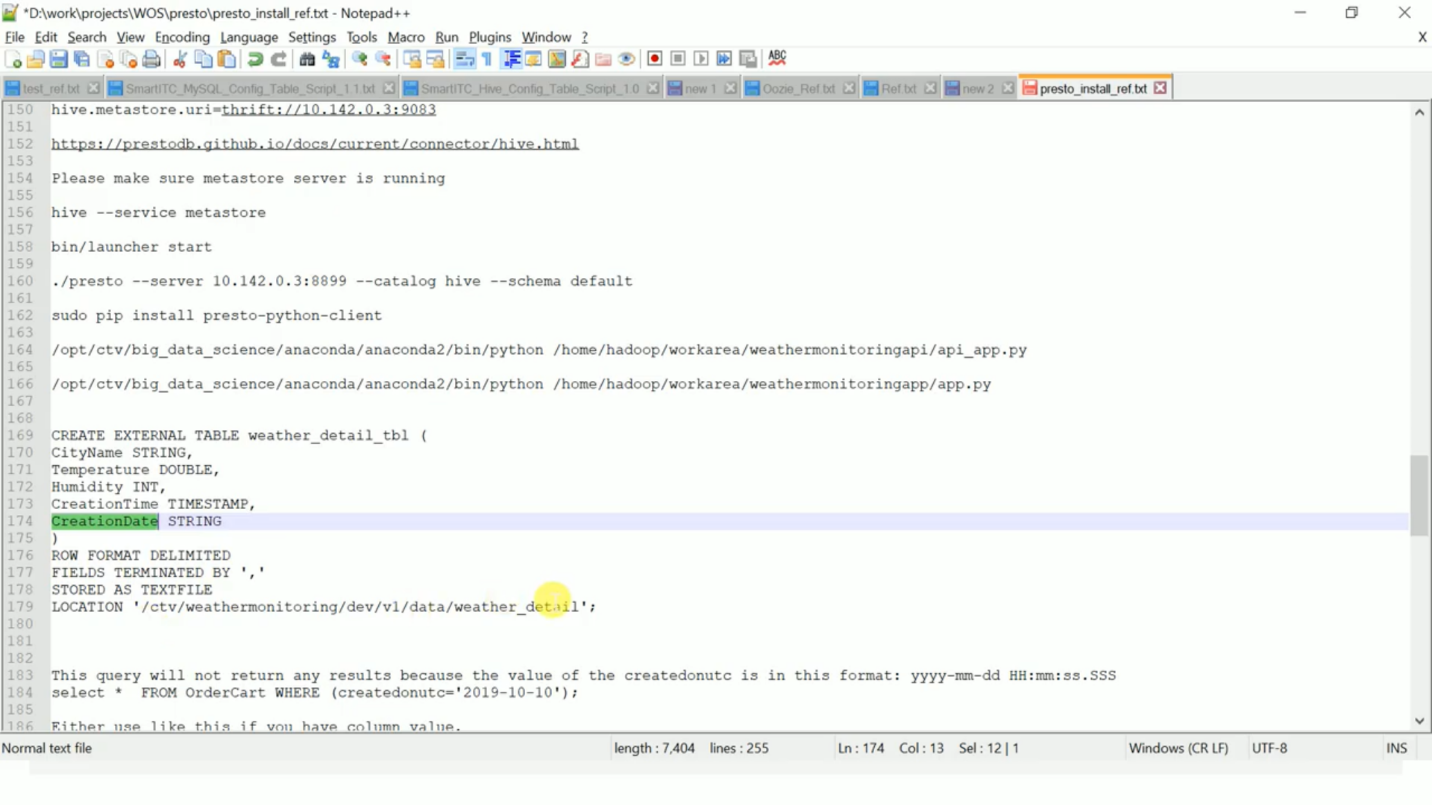 *D:\work\projects\WOS\presto\presto_install_ref.txt - Notepad++
File Edit Search View Encoding Language Settings Tools Macro Run Plugins Window ? X
ABC
test_ref.txt SmartITC_MySQL_Config_Table_Script_1.1.txt SmartITC_Hive_Config_Table_Script_1.0 new 1 Oozie_Ref.txt Ref.txt new 2 presto_install_ref.txt
150 hive.metastore.uri=thrift://10.142.0.3:9083
151
152 https://prestodb.github.io/docs/current/connector/hive.html
153
154 Please make sure metastore server is running
155
156 hive --service metastore
157
158 bin/launcher start
159
160 ./presto --server 10.142.0.3:8899 --catalog hive --schema default
161
162 sudo pip install presto-python-client
163
164 /opt/ctv/big_data_science/anaconda/anaconda2/bin/python /home/hadoop/workarea/weathermonitoringapi/api_app.py
165
166 /opt/ctv/big_data_science/anaconda/anaconda2/bin/python /home/hadoop/workarea/weathermonitoringapp/app.py
167
168
169 CREATE EXTERNAL TABLE weather_detail_tbl (
170 CityName STRING,
171 Temperature DOUBLE,
172 Humidity INT,
173 CreationTime TIMESTAMP,
174 CreationDate STRING
175 )
176 ROW FORMAT DELIMITED
177 FIELDS TERMINATED BY ','
178 STORED AS TEXTFILE
179 LOCATION '/ctv/weathermonitoring/dev/v1/data/weather_detail';
180
181
182
183 This query will not return any results because the value of the createdonutc is in this format: yyyy-mm-dd HH:mm:ss.SSS
184 select * FROM OrderCart WHERE (createdonutc='2019-10-10');
185
186 Either use like this if you have column value.
Normal text file length : 7,404 lines : 255 Ln : 174 Col : 13 Sel : 12 | 1 Windows (CR LF) UTF-8 INS